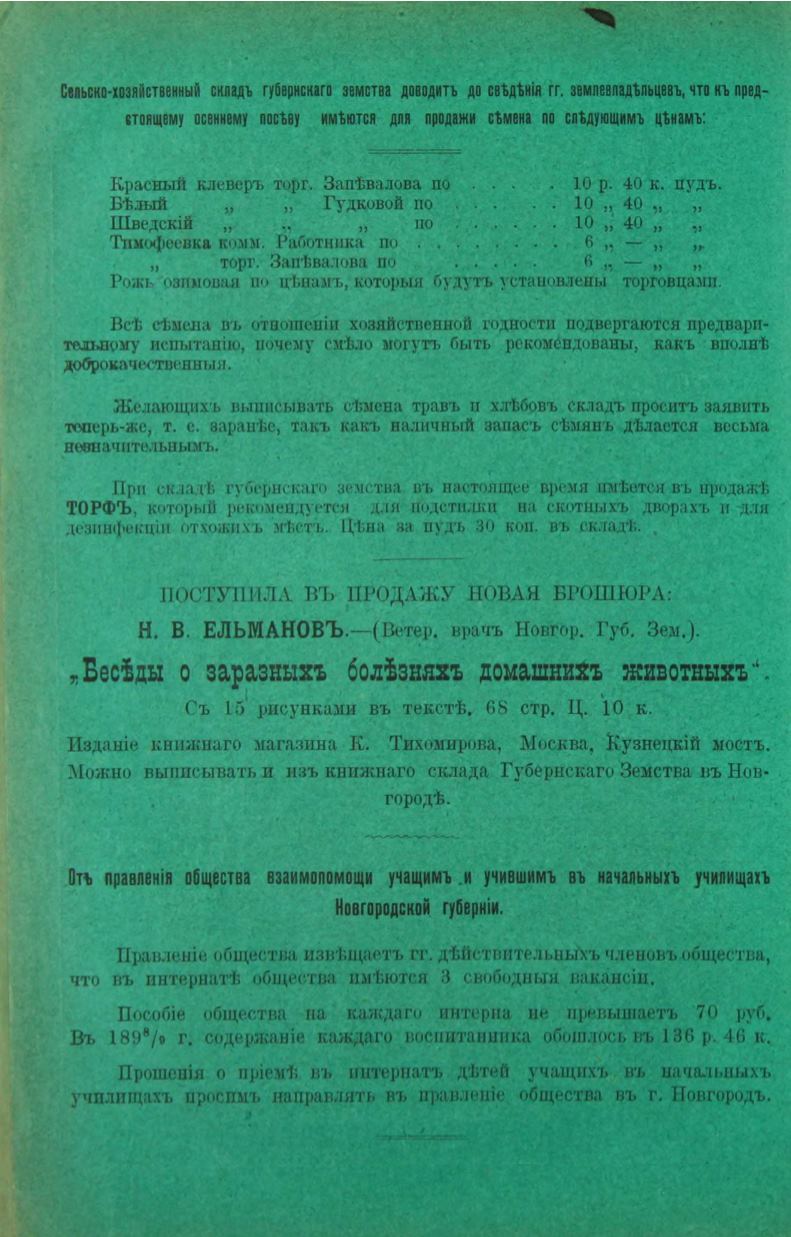 Сельско-хозяйственный складъ губернскаго земства доводитъ до свѣдѣнія гг. землевладѣльцевъ, что къ пред-
стоящему осеннему посѣву имѣются для продажи сѣмена по слѣдующимъ цѣнамъ:
Красный клеверъ торг. Запѣвалова по . . . . . 10 р. 40 к. пудъ.
Бѣлый „ „ Гудковой по . . . . . . 10 „ 40 „ „
Шведскій „ „ „ по . . . . . . 10 „ 40 „ „
Тимофеевка комм. Работника по . . . . . . . . . 6 „ — „ „
„ торг. Запѣвалова по . . . . . 6 „ — „ „
Рожь озимовая по цѣнамъ, которыя будутъ установлены торговцами.
Всѣ сѣмена въ отношеніи хозяйственной годности подвергаются предвари-
тельному испытанію, почему смѣло могутъ быть рекомендованы, какъ вполнѣ
доброкачественныя.
Желающихъ выписывать сѣмена травъ и хлѣбовъ складъ проситъ заявить
теперь-же, т. е. заранѣе, такъ какъ наличный запасъ сѣмянъ дѣлается весьма
незначительнымъ.
При складѣ губернскаго земства въ настоящее время имѣется въ продажѣ
ТОРФЪ, который рекомендуется для подстилки на скотныхъ дворахъ и для
дезинфекціи отхожихъ мѣстъ. Цѣна за пудъ 30 коп. въ складѣ.
ПОСТУПИЛА ВЪ ПРОДАЖУ НОВАЯ БРОШЮРА:
Н. В. ЕЛЬМАНОВЪ.—(Ветер. врачъ Новгор. Губ. Зем.).
„Бесѣды о заразныхъ болѣзняхъ домашнихъ животныхъ“.
Съ 15 рисунками въ текстѣ, 68 стр. Ц. 10 к.
Изданіе книжнаго магазина К. Тихомирова, Москва, Кузнецкій мостъ.
Можно выписывать и изъ книжнаго склада Губернскаго Земства въ Нов-
городѣ.
Отъ правленія общества взаимопомощи учащимъ и учившимъ въ начальныхъ училищахъ
Новгородской губерніи.
Правленіе общества извѣщаетъ гг. дѣйствительныхъ членовъ общества,
что въ интернатѣ общества имѣются 3 свободныя вакансіи.
Пособіе общества на каждаго интерна не превышаетъ 70 руб.
Въ 189⁸/₉ г. содержаніе каждаго воспитанника обошлось въ 136 р. 46 к.
Прошенія о пріемѣ въ интернатъ дѣтей учащихъ въ начальныхъ
училищахъ просимъ направлять въ правленіе общества въ г. Новгородъ.